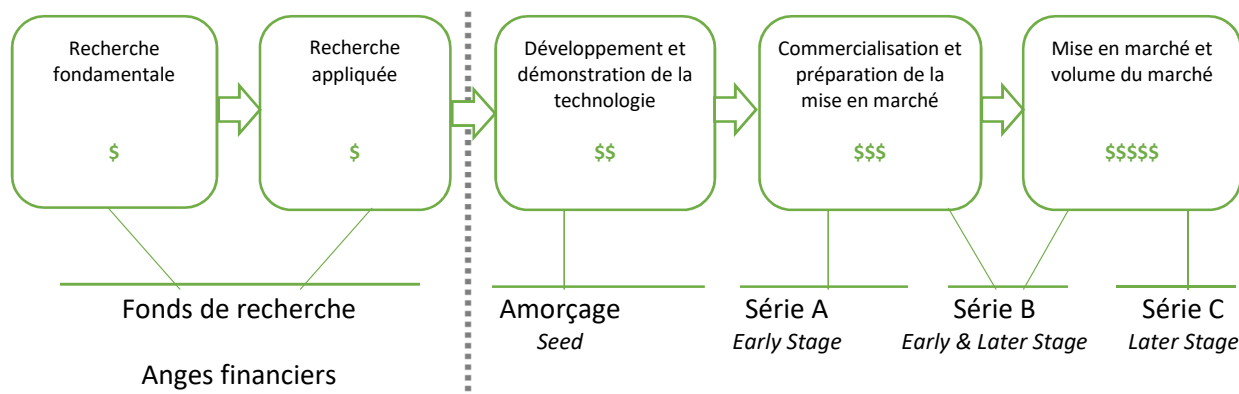 Recherche
fondamentale
$
Recherche
appliquée
$
Développement et
démonstration de la
technologie
$$
Commercialisation et
préparation de la
mise en marché
$$$
Mise en marché et
volume du marché
$$$$$
Fonds de recherche
Anges financiers
Amorçage
Seed
Série A
Early Stage
Série B
Early & Later Stage
Série C
Later Stage